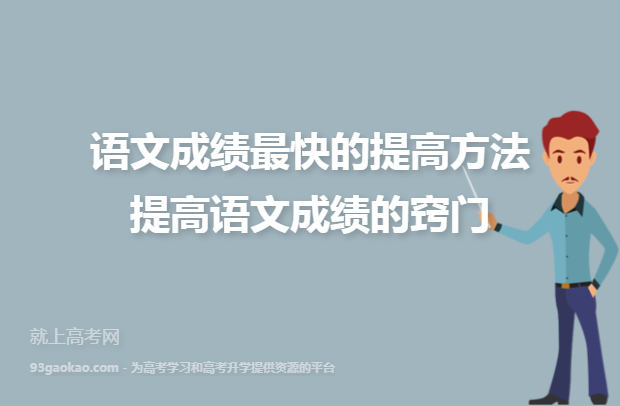 语文成绩最快的提高方法
提高语文成绩的窍门
就上高考网
93gaokao.com - 为高考学习和高考升学提供资源的平台